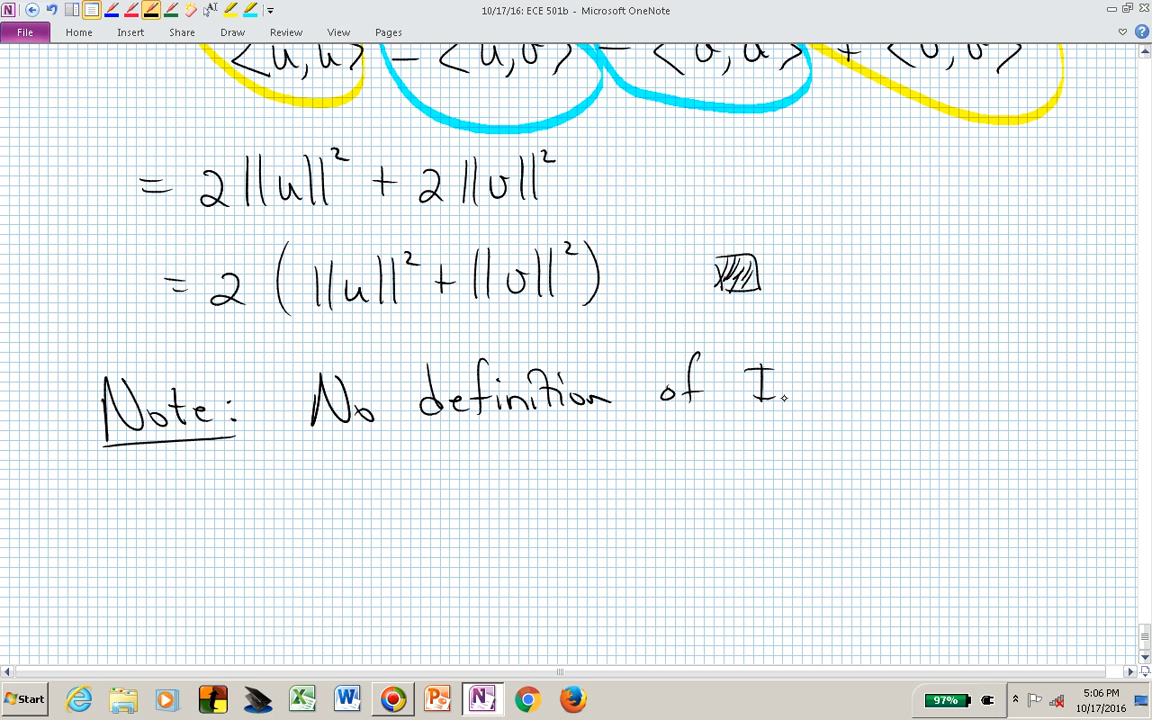 10/17/16: ECE 501b - Microsoft OneNote
File Home Insert Share Draw Review View Pages
<u,u> - <u,v> - <v,u> + <v,v>
= 2||u||² + 2||v||²
= 2 (||u||² + ||v||²)
Note: No definition of I.
Start
97%
5:06 PM
10/17/2016